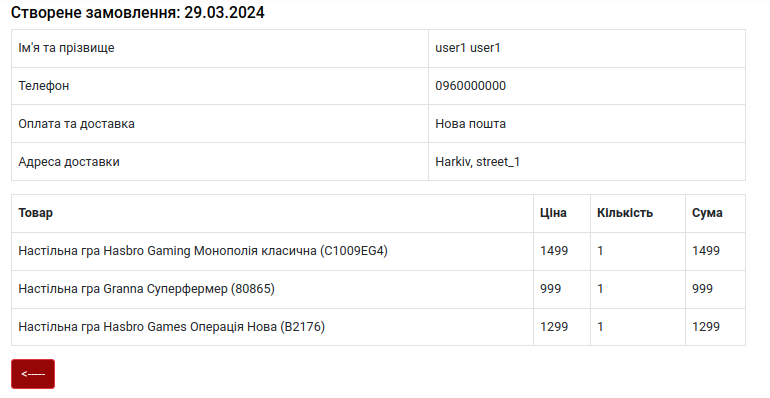 Створене замовлення: 29.03.2024
Ім'я та прізвище user1 user1
Телефон 0960000000
Оплата та доставка Нова пошта
Адреса доставки Harkiv, street_1
Товар Ціна Кількість Сума
Настільна гра Hasbro Gaming Монополія класична (C1009EG4) 1499 1 1499
Настільна гра Granna Суперфермер (80865) 999 1 999
Настільна гра Hasbro Games Операція Нова (B2176) 1299 1 1299
<-----